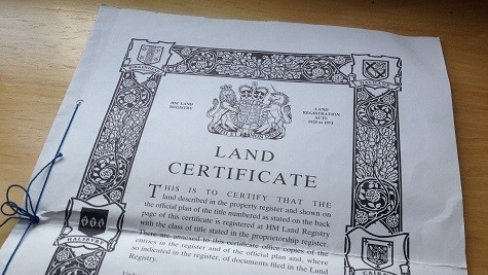 HM LAND
REGISTRY
LAND
REGISTRATION
ACTS
1925 to 1971
LAND
CERTIFICATE
THIS IS TO CERTIFY THAT THE
land described in the property register and shown on
the official plan of the title numbered as stated on the back
page of this certificate is registered at HM Land Registry
with the class of title stated in the proprietorship register.
There are annexed to this certificate office copies of the
entries in the register and of the official plan and, where
so indicated in the register, of documents filed in the Land
Registry.
HALSBURY